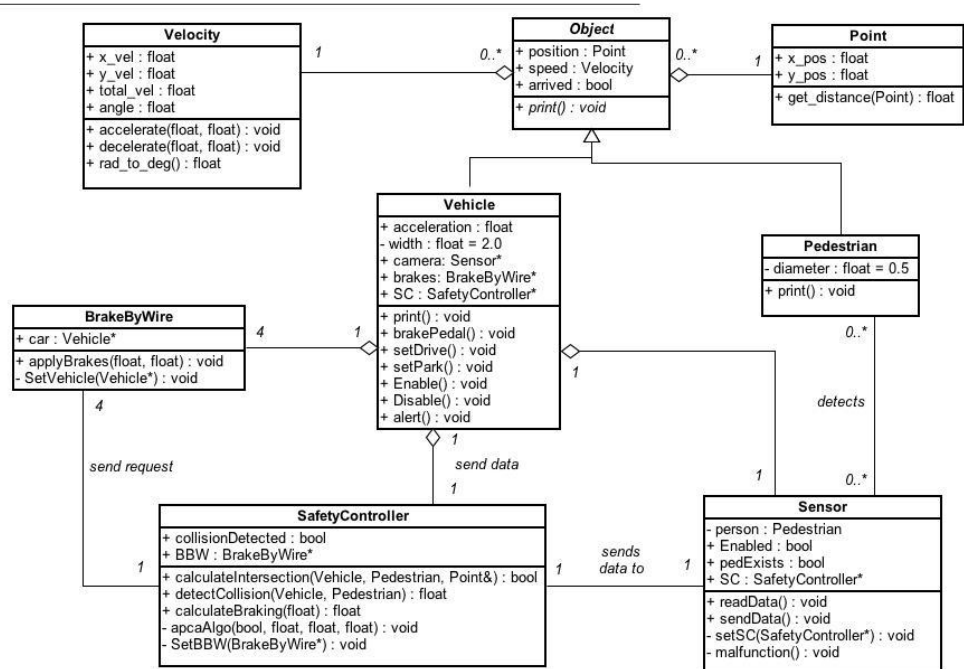 Velocity
+ x_vel : float
+ y_vel : float
+ total_vel : float
+ angle : float
+ accelerate(float, float) : void
+ decelerate(float, float) : void
+ rad_to_deg() : float
1
0..*
Object
+ position : Point
+ speed : Velocity
+ arrived : bool
+ print() : void
0..*
1
Point
+ x_pos : float
+ y_pos : float
+ get_distance(Point) : float
Vehicle
+ acceleration : float
- width : float = 2.0
+ camera: Sensor*
+ brakes: BrakeByWire*
+ SC : SafetyController*
+ print() : void
+ brakePedal() : void
+ setDrive() : void
+ setPark() : void
+ Enable() : void
+ Disable() : void
+ alert() : void
Pedestrian
- diameter : float = 0.5
+ print() : void
BrakeByWire
+ car : Vehicle*
+ applyBrakes(float, float) : void
- SetVehicle(Vehicle*) : void
4
1
1
0..*
detects
0..*
4
send request
1
1
send data
1
1
SafetyController
+ collisionDetected : bool
+ BBW : BrakeByWire*
+ calculateIntersection(Vehicle, Pedestrian, Point&) : bool
+ detectCollision(Vehicle, Pedestrian) : float
+ calculateBraking(float) : float
- apcaAlgo(bool, float, float, float) : void
- SetBBW(BrakeByWire*) : void
1
sends
data to
1
Sensor
- person : Pedestrian
+ Enabled : bool
+ pedExists : bool
+ SC : SafetyController*
+ readData() : void
+ sendData() : void
- setSC(SafetyController*) : void
- malfunction() : void